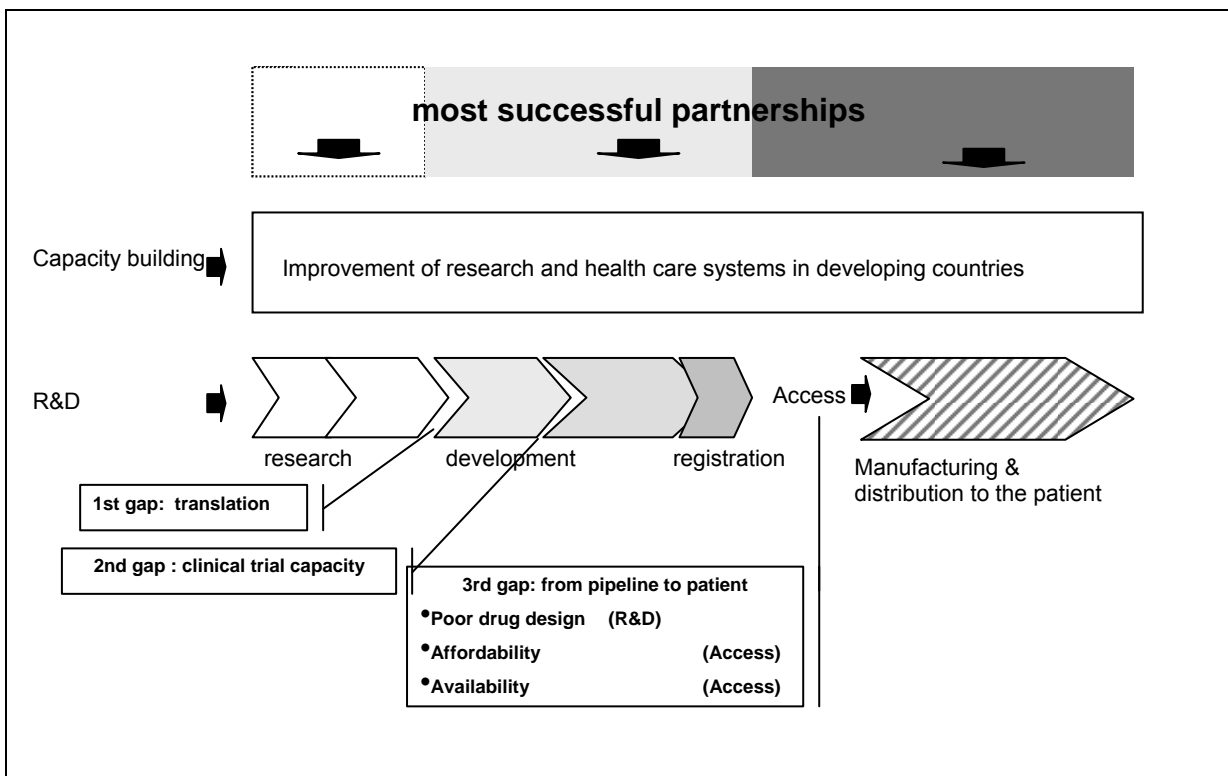 most successful partnerships
Capacity building
Improvement of research and health care systems in developing countries
R&D
Access
research
development
registration
Manufacturing &
distribution to the patient
1st gap: translation
2nd gap : clinical trial capacity
3rd gap: from pipeline to patient
•Poor drug design (R&D)
•Affordability (Access)
•Availability (Access)